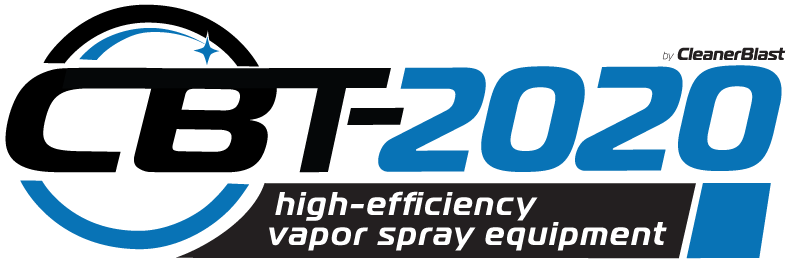 by CleanerBlast
CBT-2020
high-efficiency
vapor spray equipment